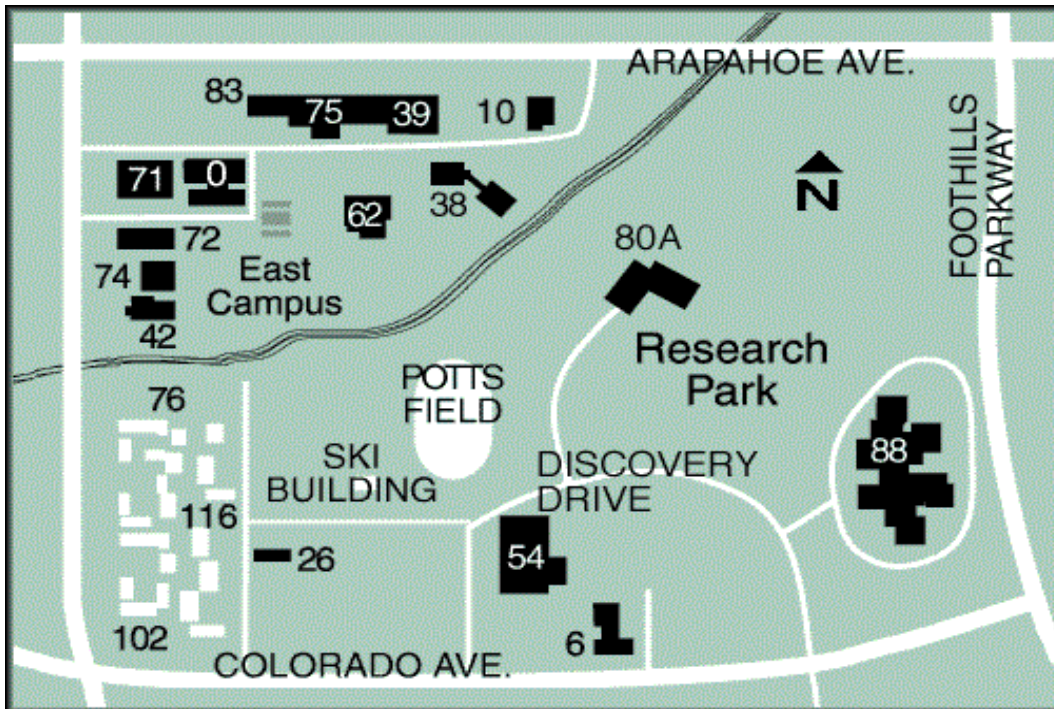 ARAPAHOE AVE.
83
75
39
10
FOOTHILLS
PARKWAY
71
0
38
N
62
72
80A
74
East
Campus
42
Research
Park
POTTS
FIELD
76
SKI
BUILDING
DISCOVERY
DRIVE
88
116
26
54
102
6
COLORADO AVE.